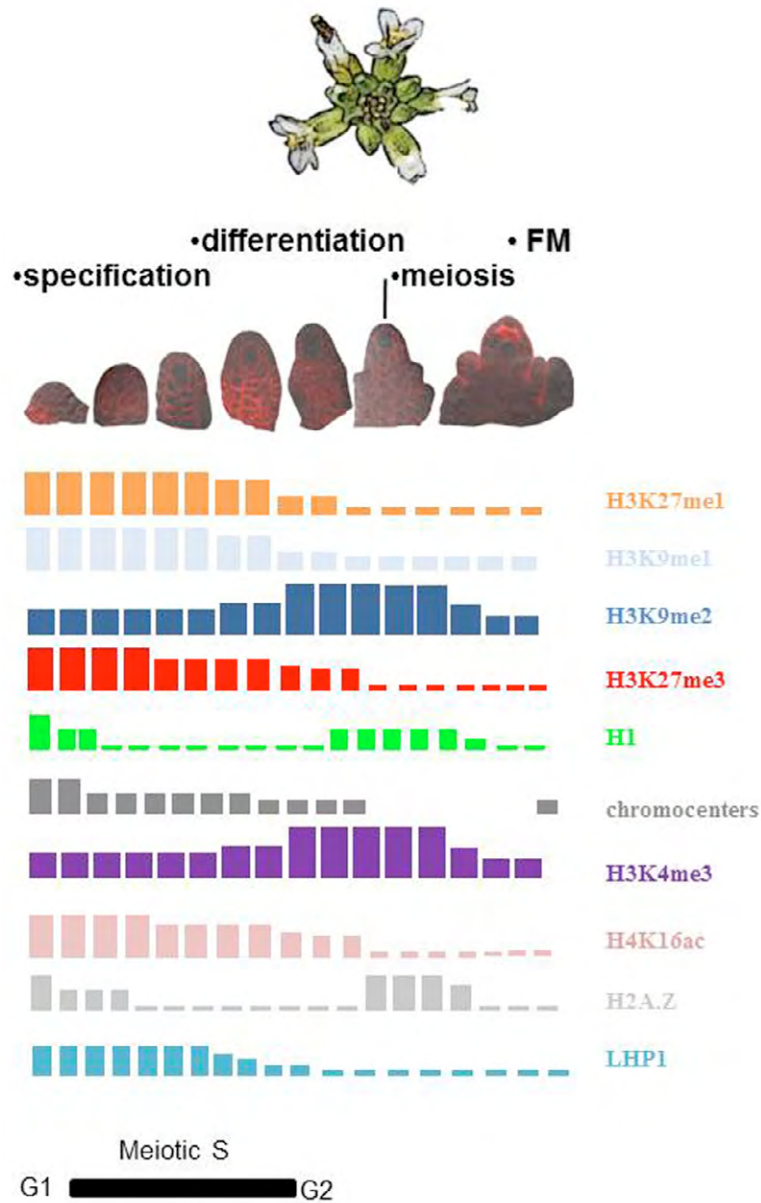 •differentiation
• FM
•specification
•meiosis
H3K27me1
H3K9me1
H3K9me2
H3K27me3
H1
chromocenters
H3K4me3
H4K16ac
H2A.Z
LHP1
Meiotic S
G1
G2